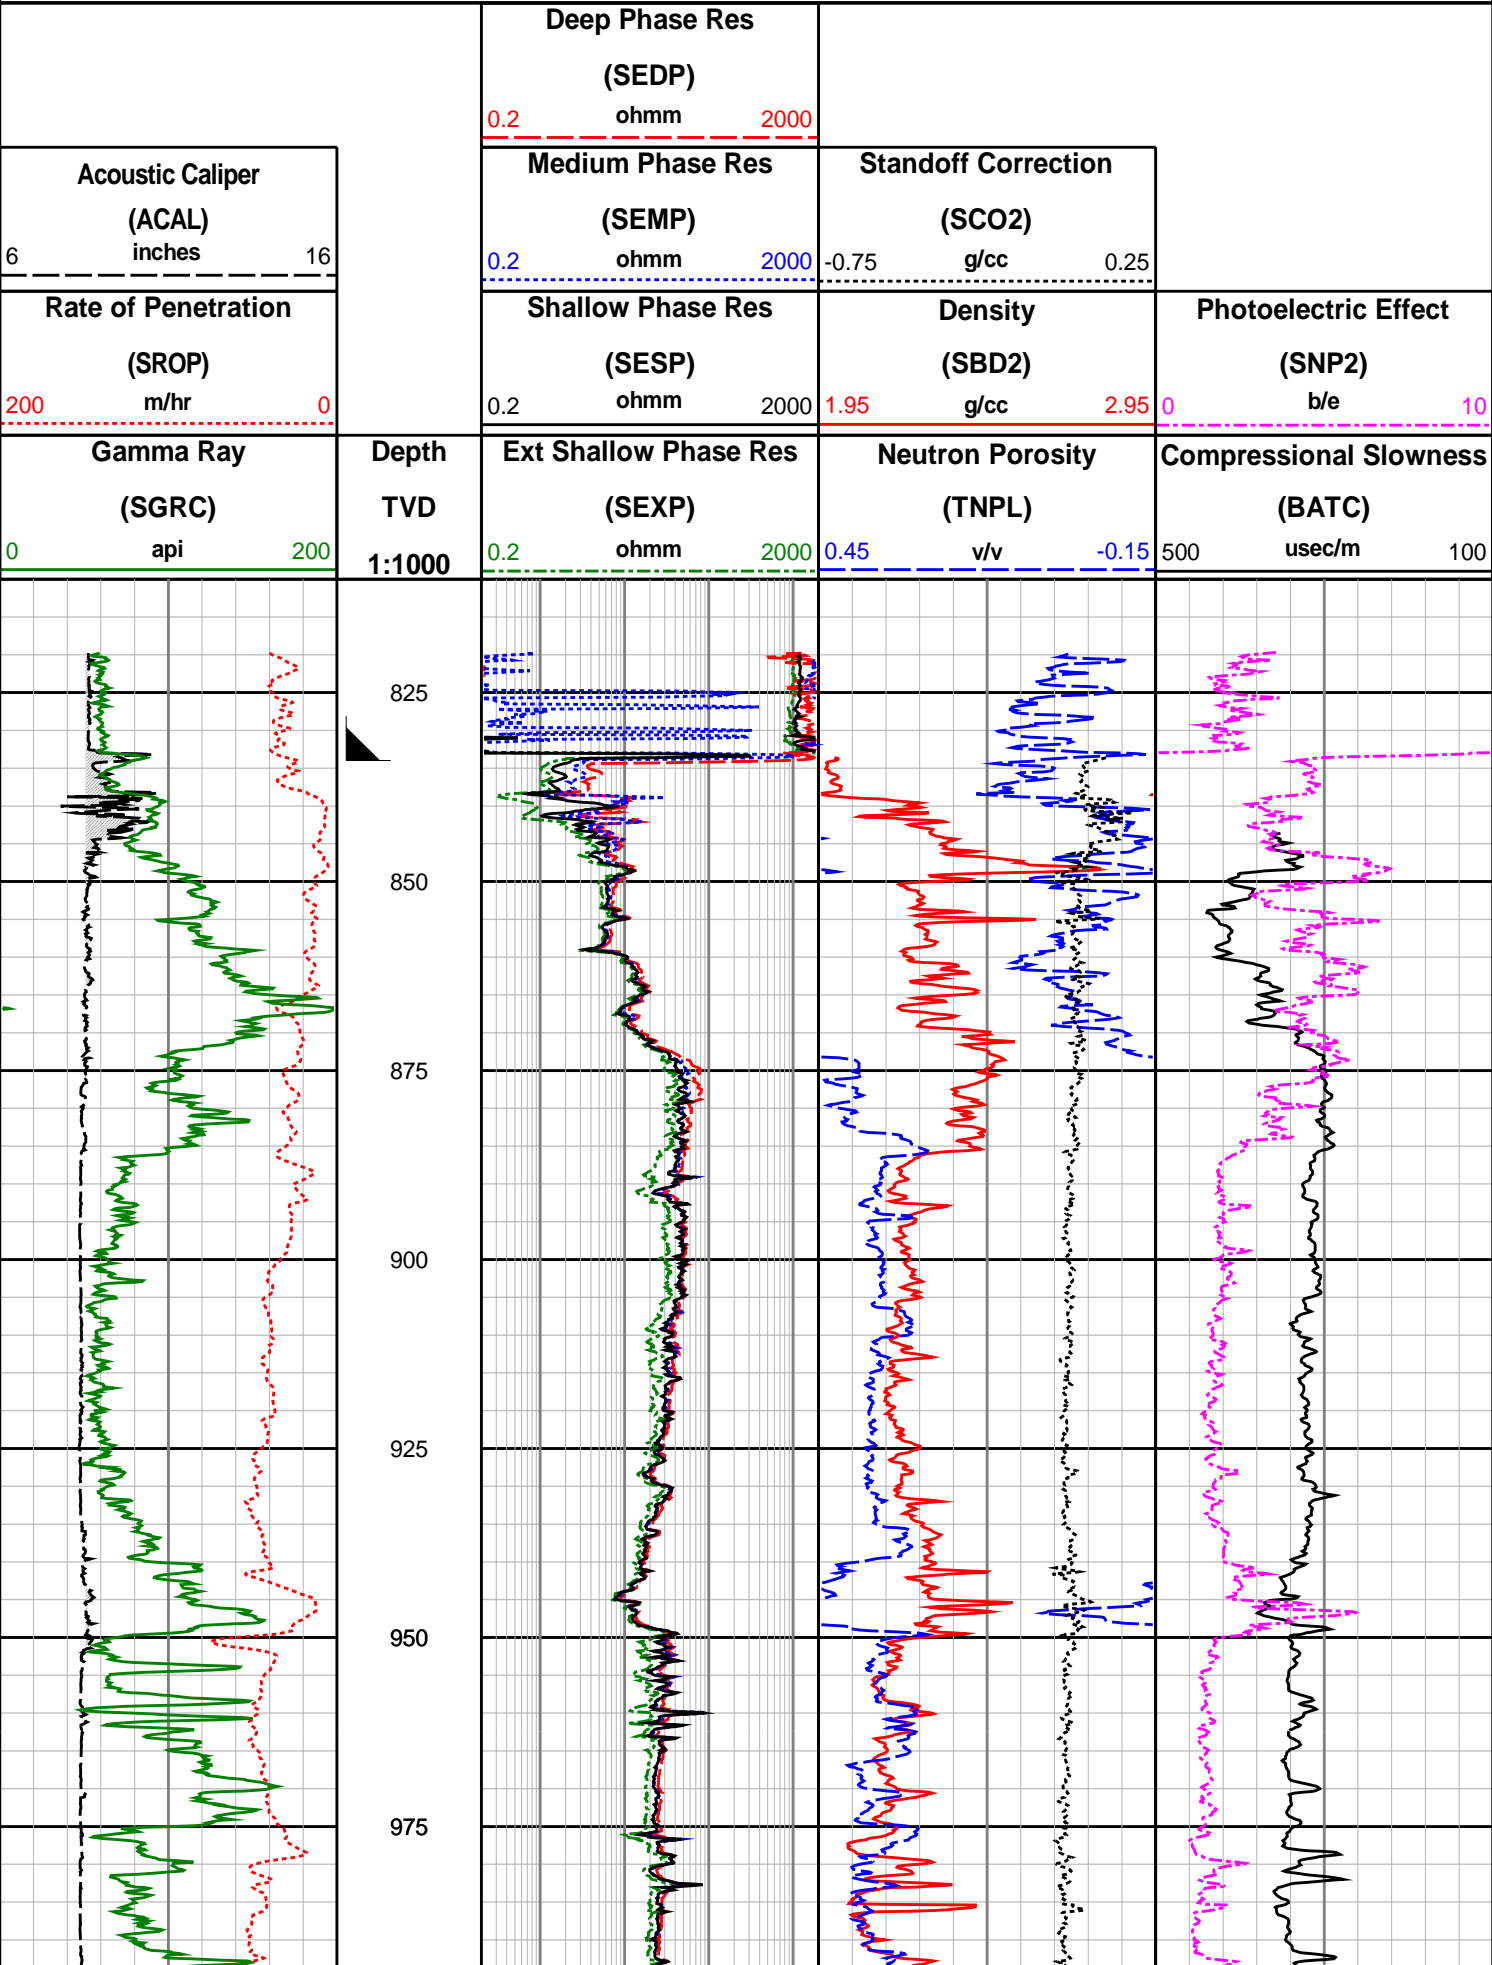 Deep Phase Res
(SEDP)
0.2 ohmm 2000
Acoustic Caliper
(ACAL)
6 inches 16
Medium Phase Res
(SEMP)
0.2 ohmm 2000
Standoff Correction
(SCO2)
-0.75 g/cc 0.25
Rate of Penetration
(SROP)
200 m/hr 0
Shallow Phase Res
(SESP)
0.2 ohmm 2000
Density
(SBD2)
1.95 g/cc 2.95
Photoelectric Effect
(SNP2)
0 b/e 10
Gamma Ray
(SGRC)
0 api 200
Depth
TVD
1:1000
Ext Shallow Phase Res
(SEXP)
0.2 ohmm 2000
Neutron Porosity
(TNPL)
0.45 v/v -0.15
Compressional Slowness
(BATC)
500 usec/m 100
825
850
875
900
925
950
975